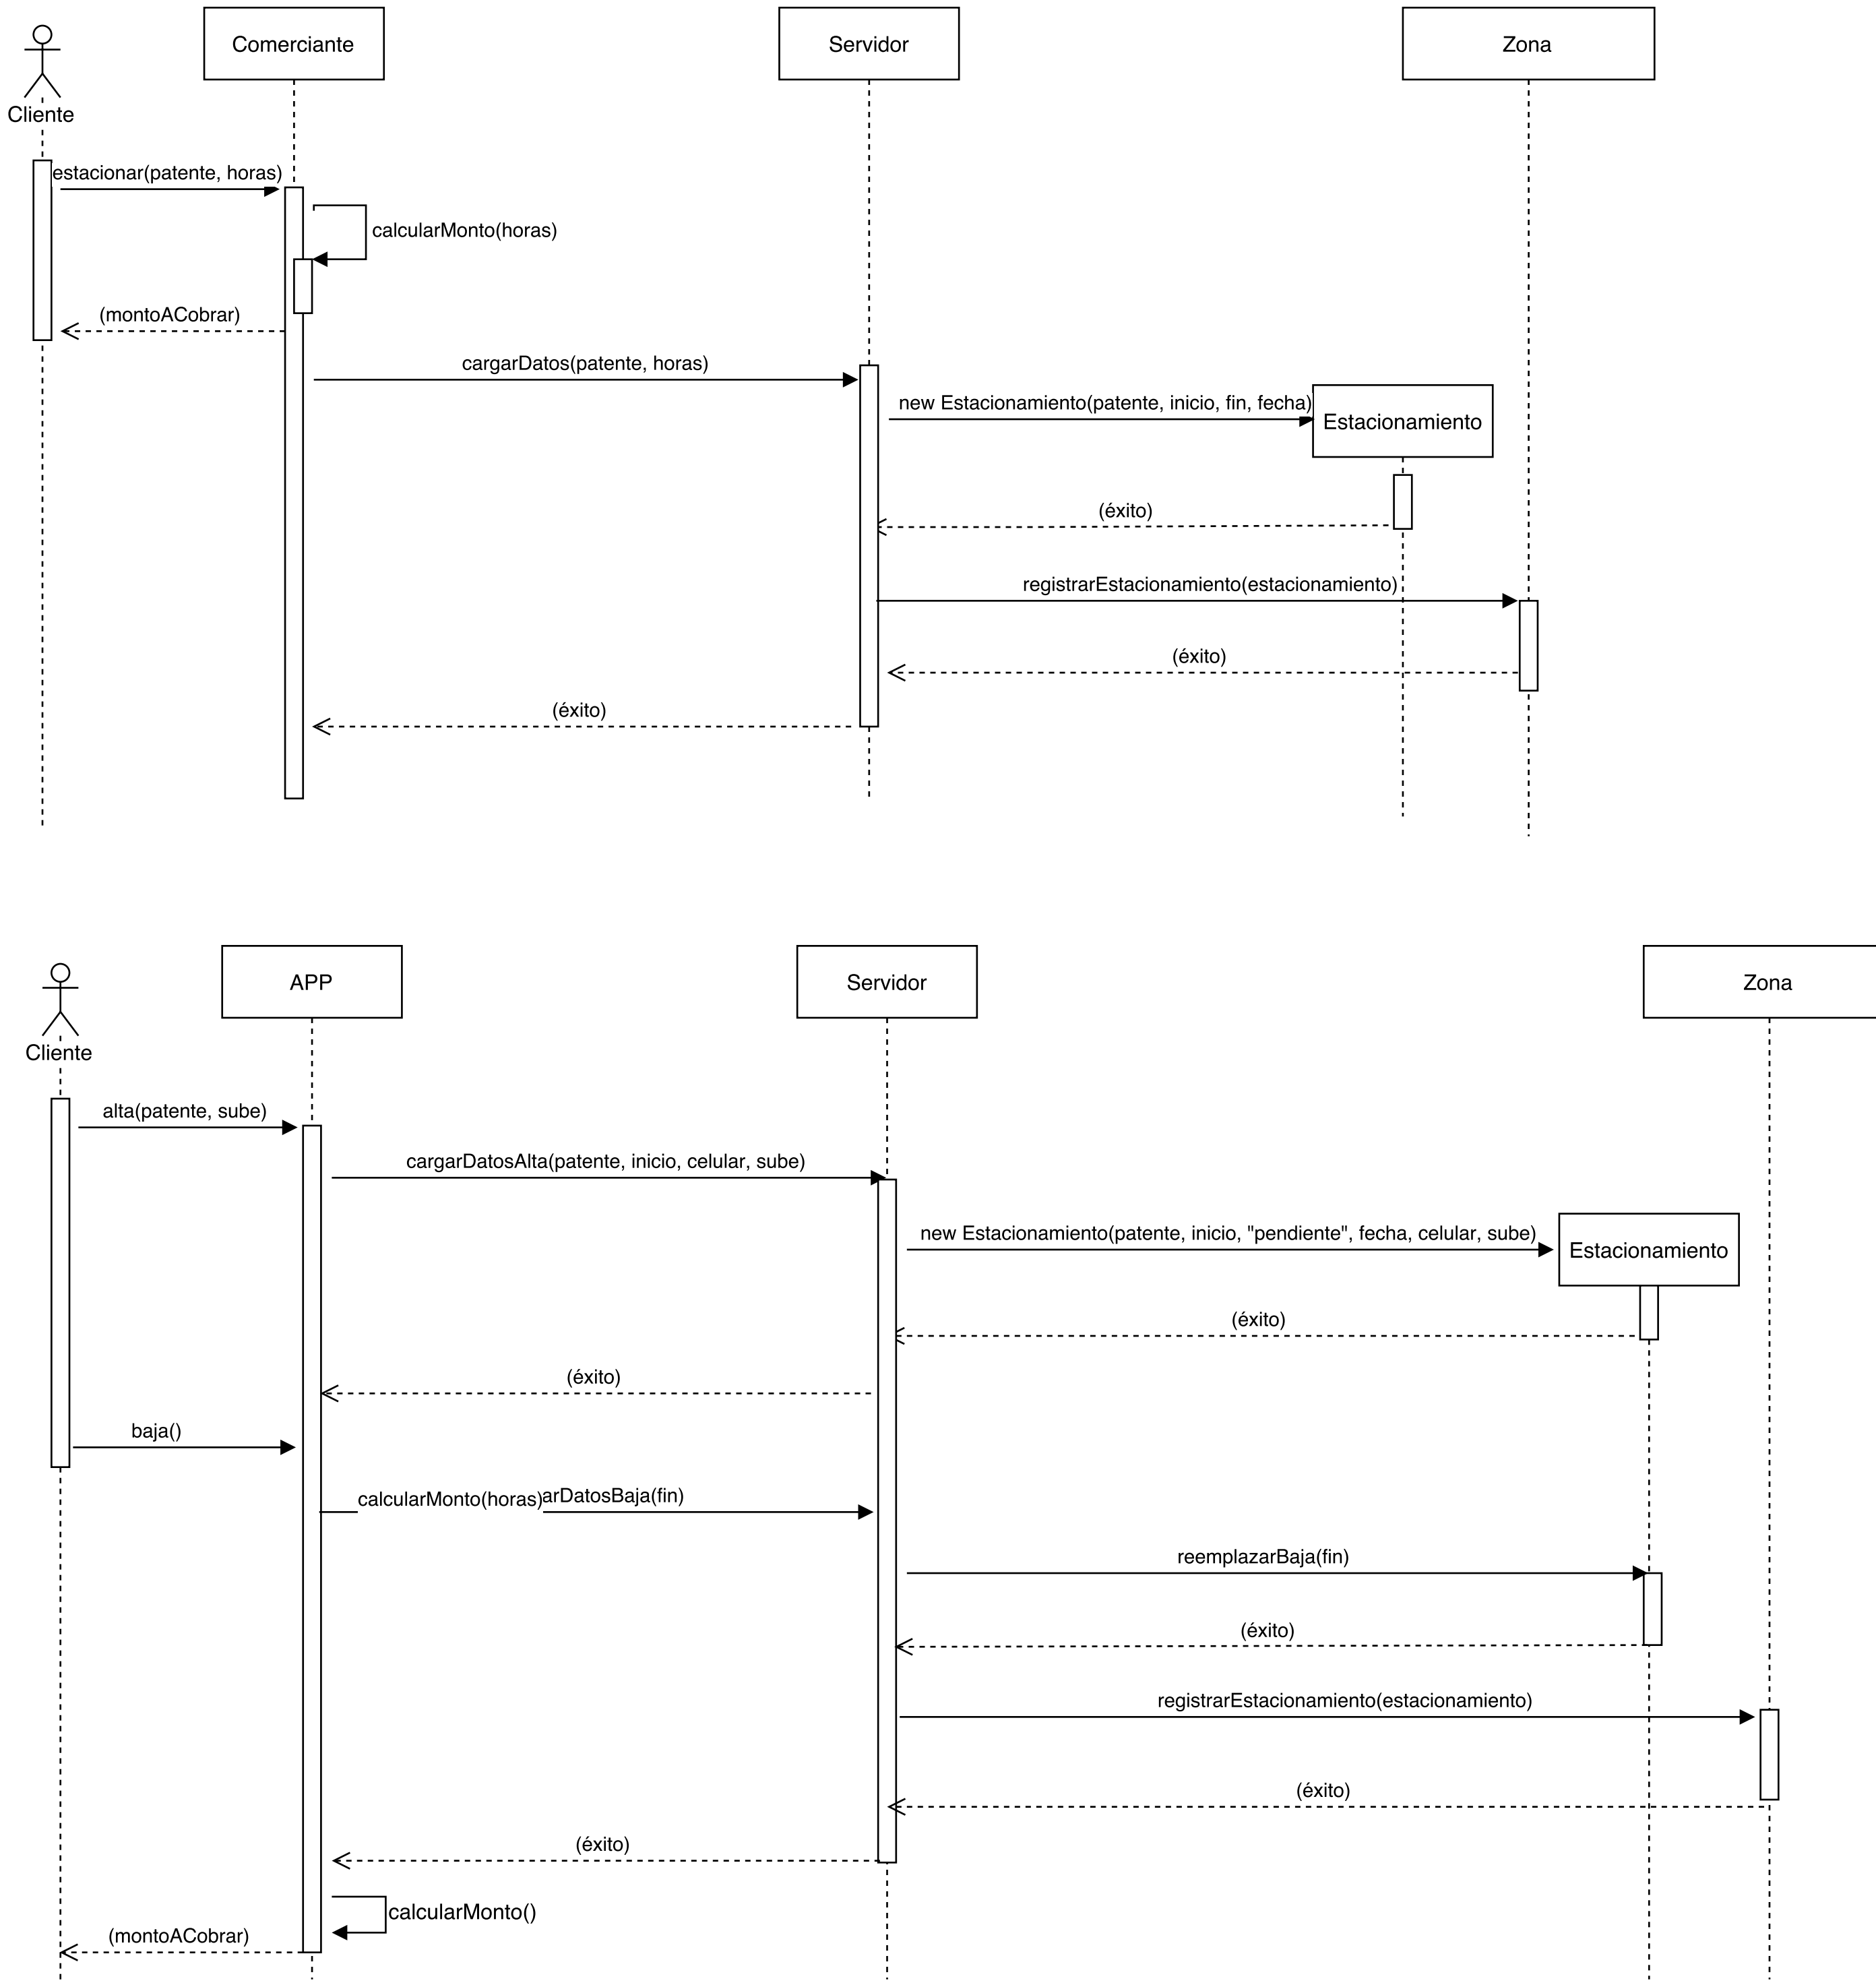 Comerciante
Servidor
Zona
Cliente
estacionar(patente, horas)
calcularMonto(horas)
(montoACobrar)
cargarDatos(patente, horas)
new Estacionamiento(patente, inicio, fin, fecha)
Estacionamiento
(éxito)
registrarEstacionamiento(estacionamiento)
(éxito)
(éxito)
APP
Servidor
Zona
Cliente
alta(patente, sube)
cargarDatosAlta(patente, inicio, celular, sube)
new Estacionamiento(patente, inicio, "pendiente", fecha, celular, sube)
Estacionamiento
(éxito)
(éxito)
baja()
calcularMonto(horas)
arDatosBaja(fin)
reemplazarBaja(fin)
(éxito)
registrarEstacionamiento(estacionamiento)
(éxito)
(éxito)
calcularMonto()
(montoACobrar)